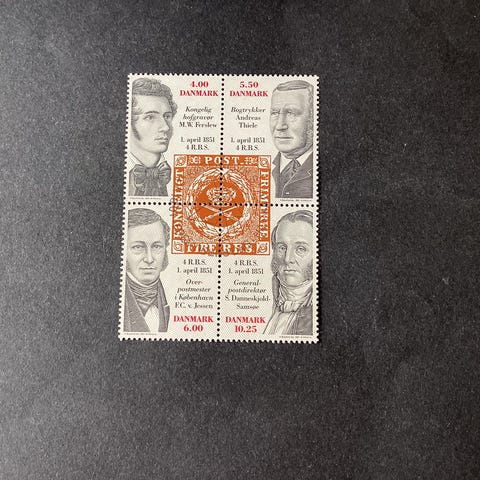 4.00
DANMARK
Kongelig
hofgravør
M.W. Ferslew
1. april 1851
4 R.B.S.
5.50
DANMARK
Bogtrykker
Andreas
Thiele
1. april 1851
4 R.B.S.
KONGELIGT
POST
FRIMÆRKE
FIRE R.B.S.
4 R.B.S.
1. april 1851
Over-
postmester
i København
F.C. v. Jessen
DANMARK
6.00
4 R.B.S.
1. april 1851
General-
postdirektør
S. Danneskjold-
Samsøe
DANMARK
10.25